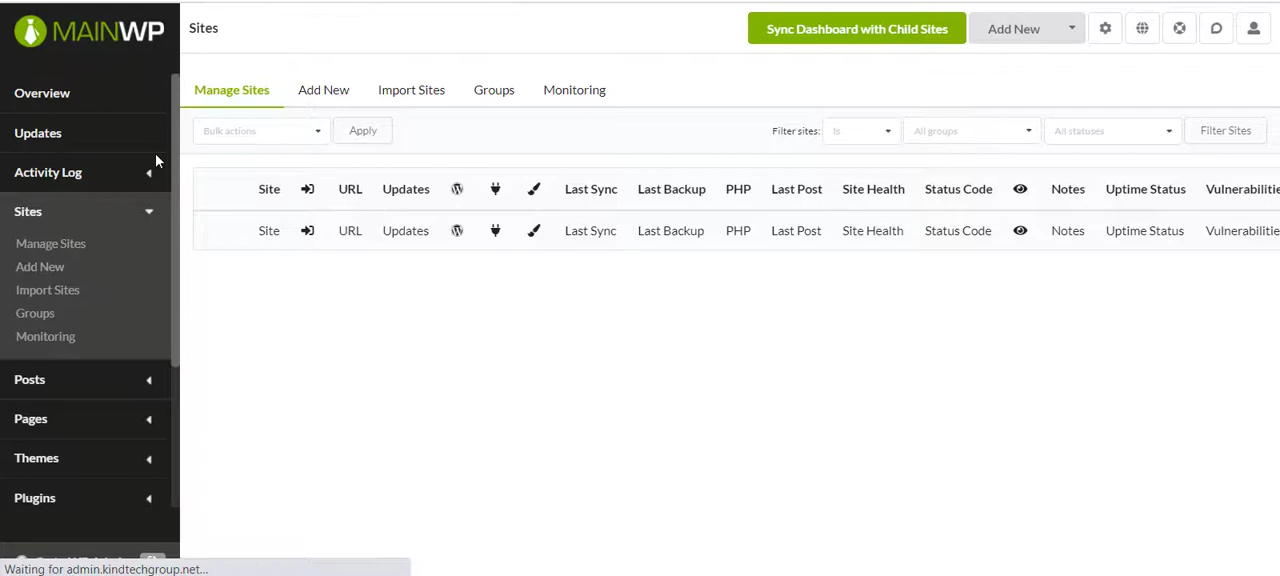 MAINWP
Sites
Sync Dashboard with Child Sites
Add New
Overview
Updates
Activity Log
Sites
Manage Sites
Add New
Import Sites
Groups
Monitoring
Posts
Pages
Themes
Plugins
Manage Sites Add New Import Sites Groups Monitoring
Bulk actions Apply Filter sites: Is All groups All statuses Filter Sites
Site URL Updates Last Sync Last Backup PHP Last Post Site Health Status Code Notes Uptime Status Vulnerabilitie
Site URL Updates Last Sync Last Backup PHP Last Post Site Health Status Code Notes Uptime Status Vulnerabilitie
Waiting for admin.kindtechgroup.net...